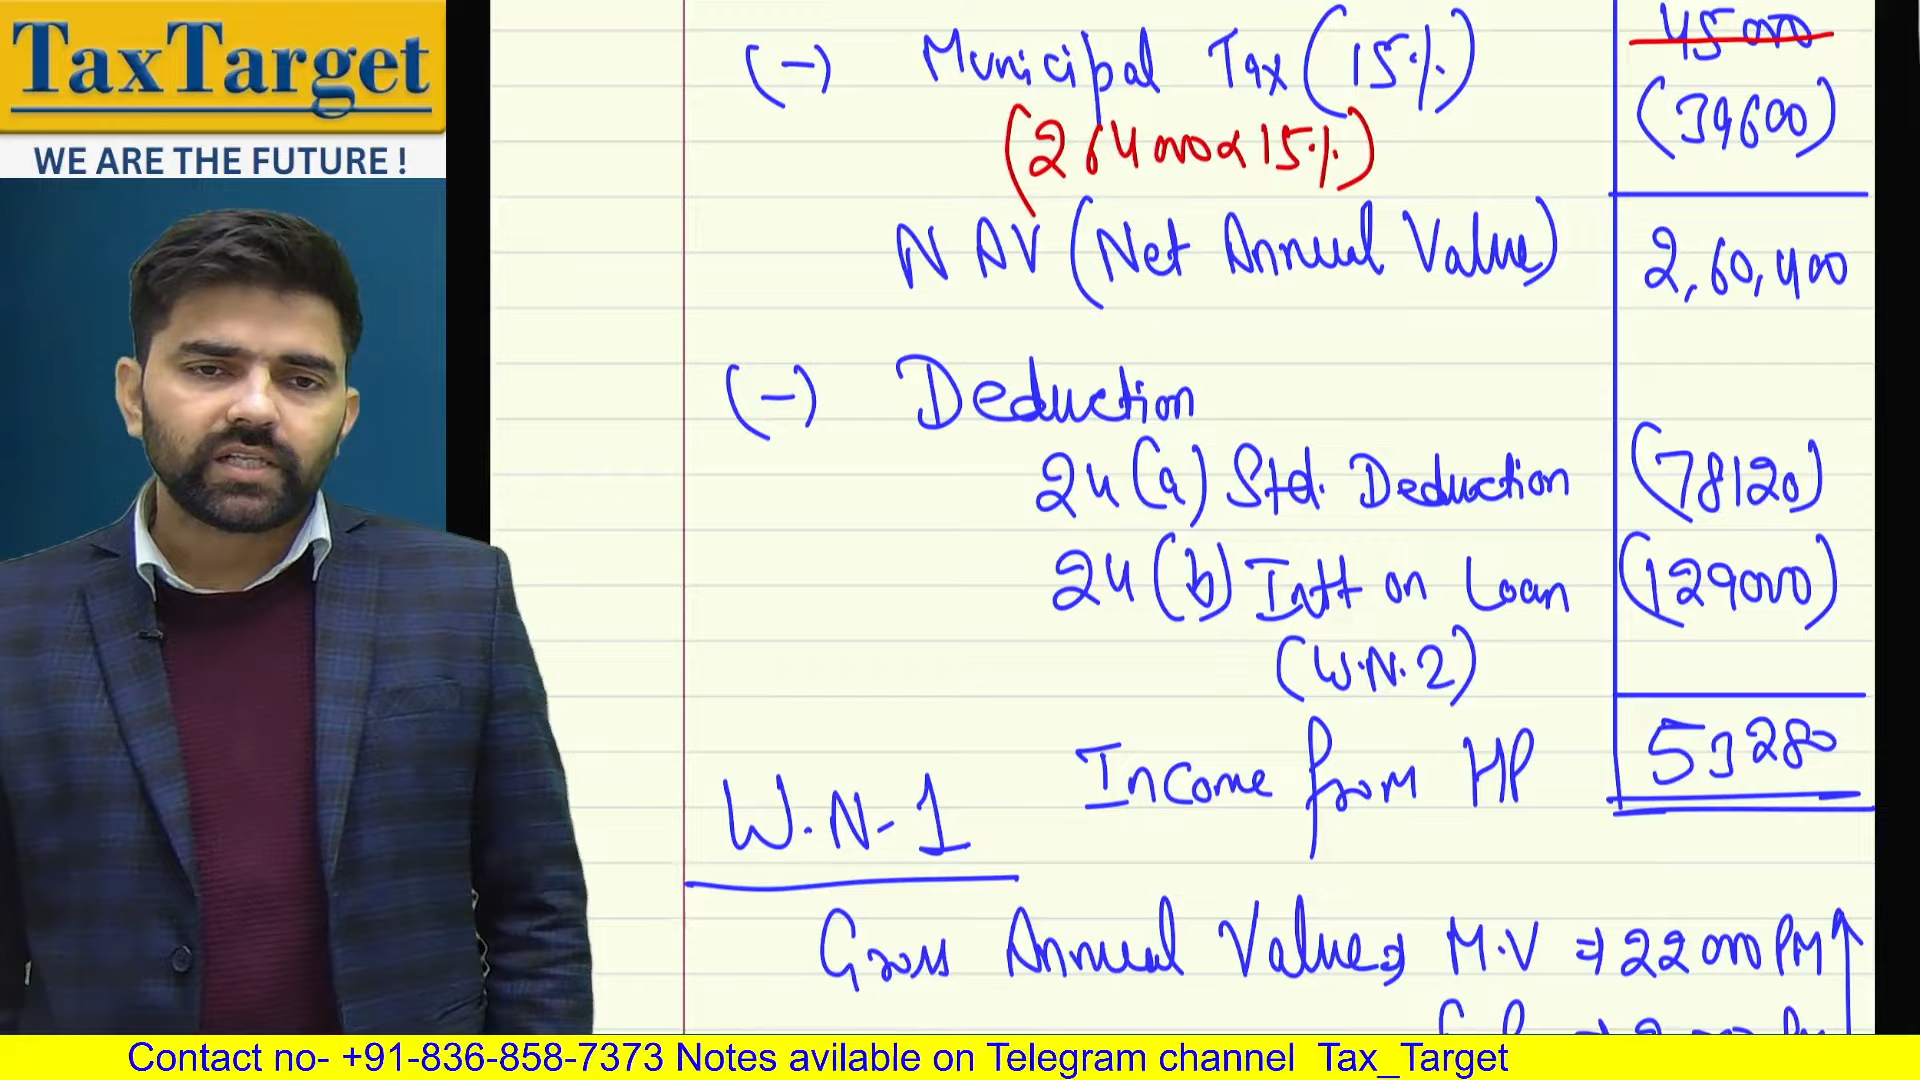 TaxTarget
WE ARE THE FUTURE !
45000
(-) Municipal Tax (15%) (39600)
(264000 x 15%)
NAV (Net Annual Value) 2,60,400
(-) Deduction
24 (a) Std. Deduction (78120)
24 (b) Intt on Loan (129000)
(W.N.2)
Income from HP 53280
W.N-1
Gross Annual Value ⇒ M.V ⇒ 22000 PM ↑
Contact no- +91-836-858-7373 Notes avilable on Telegram channel Tax_Target